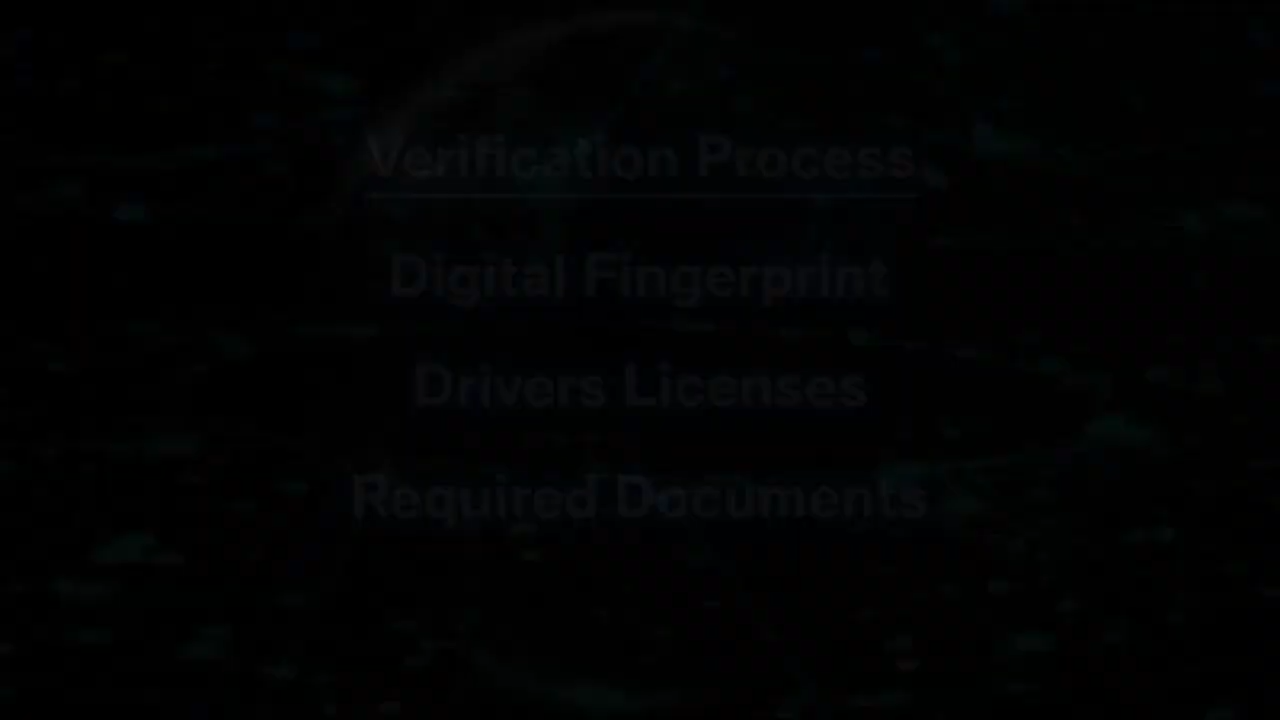 Verification Process
Digital Fingerprint
Drivers Licenses
Required Documents